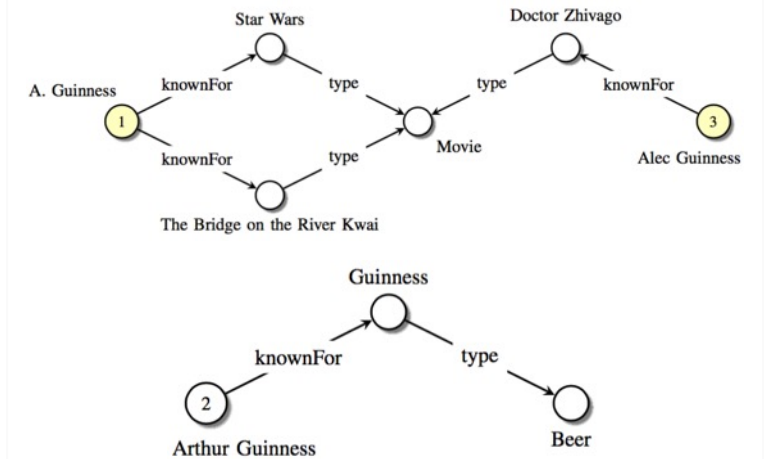 Star Wars
Doctor Zhivago
A. Guinness
knownFor
type
type
knownFor
1
3
Movie
Alec Guinness
knownFor
type
The Bridge on the River Kwai
Guinness
knownFor
type
2
Arthur Guinness
Beer